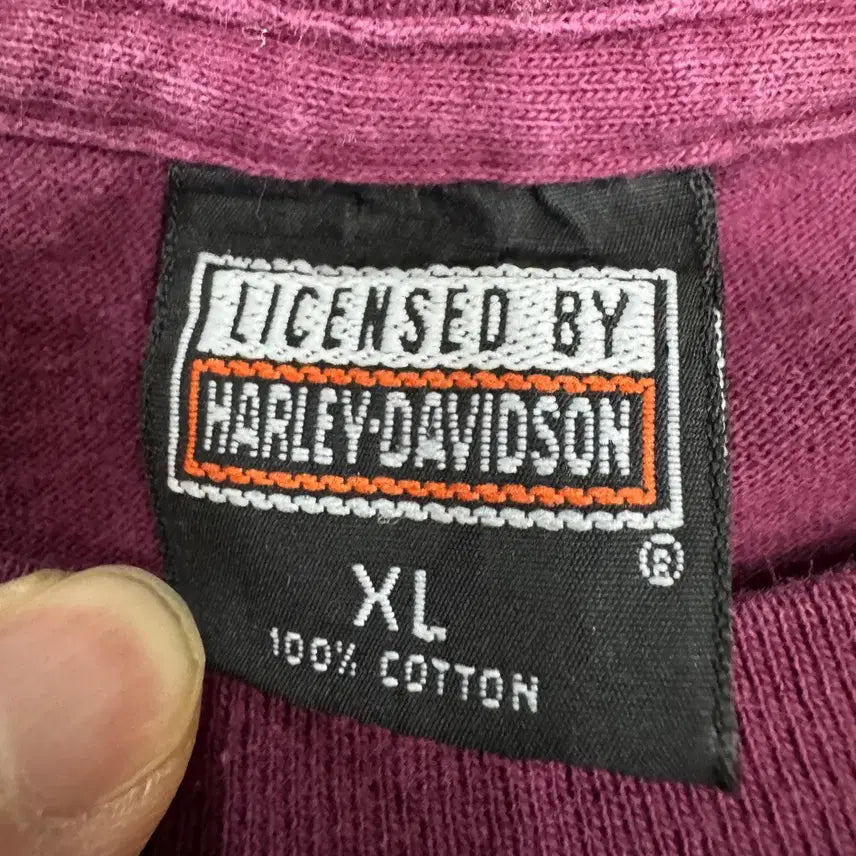 LICENSED BY
HARLEY-DAVIDSON
®
XL
100% COTTON